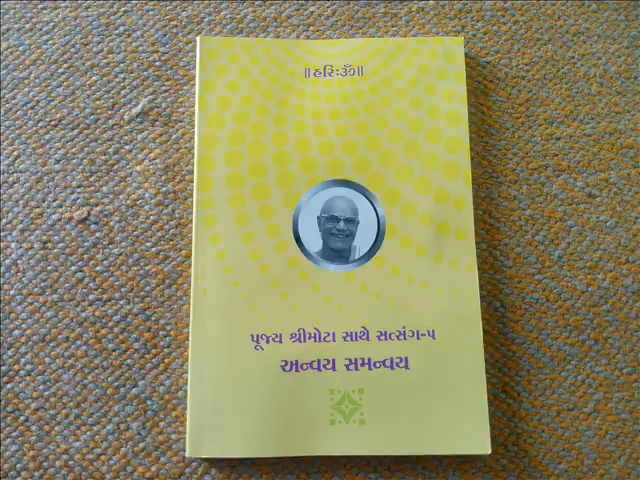 ॥ હરિ:ૐ ॥
પૂજ્ય શ્રીમોટા સાથે સત્સંગ-૫
અન્વય સમન્વય